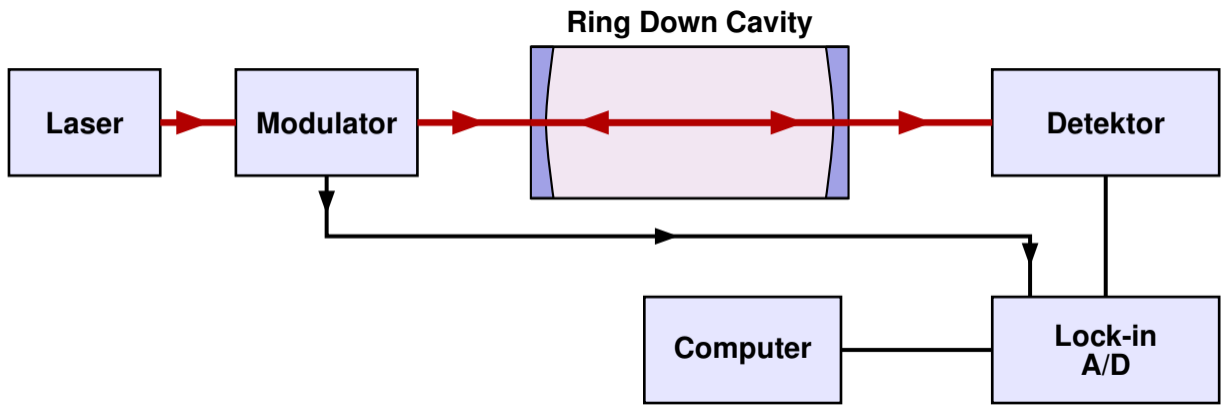 Ring Down Cavity
Laser
Modulator
Detektor
Computer
Lock-in
A/D